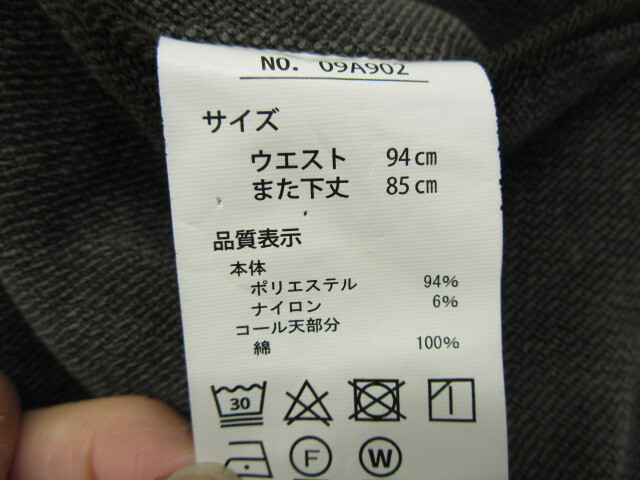 NO. 09A902
サイズ
ウエスト 94cm
また下丈 85cm
品質表示
本体
ポリエステル 94%
ナイロン 6%
コール天部分
綿 100%
30
F W